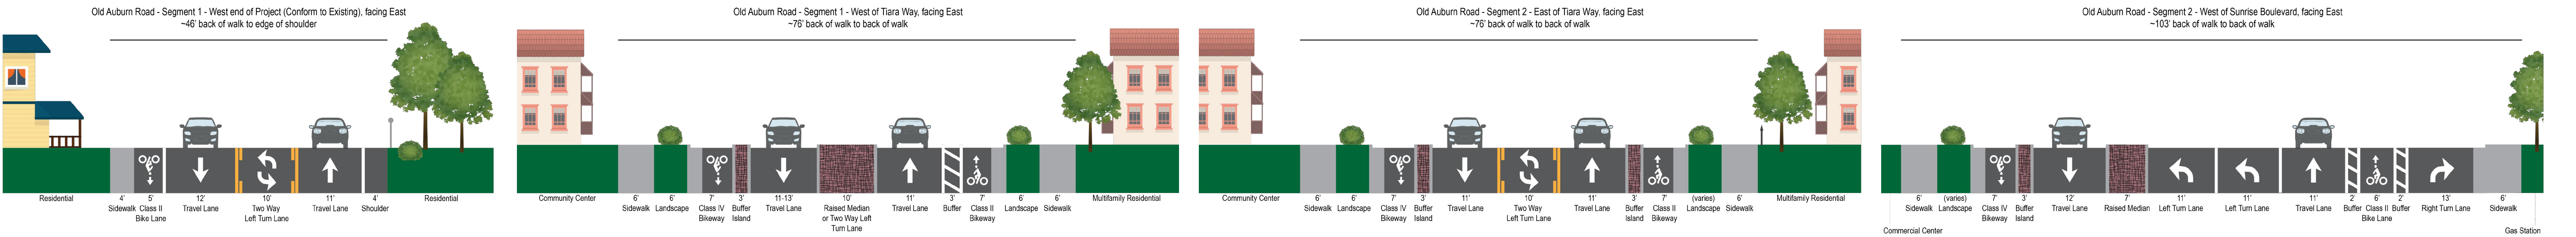 Old Auburn Road - Segment 1 - West end of Project (Conform to Existing), facing East
~46' back of walk to edge of shoulder
Residential
4'
Sidewalk
5'
Class II
Bike Lane
12'
Travel Lane
10'
Two Way
Left Turn Lane
11'
Travel Lane
4'
Shoulder
Residential
Old Auburn Road - Segment 1 - West of Tiara Way, facing East
~76' back of walk to back of walk
Community Center
6'
Sidewalk
6'
Landscape
7'
Class IV
Bikeway
3'
Buffer
Island
11-13'
Travel Lane
10'
Raised Median
or Two Way Left
Turn Lane
11'
Travel Lane
3'
Buffer
7'
Class II
Bikeway
6'
Landscape
6'
Sidewalk
Multifamily Residential
Old Auburn Road - Segment 2 - East of Tiara Way, facing East
~76' back of walk to back of walk
Community Center
6'
Sidewalk
6'
Landscape
7'
Class IV
Bikeway
3'
Buffer
Island
11'
Travel Lane
10'
Two Way
Left Turn Lane
11'
Travel Lane
3'
Buffer
Island
7'
Class II
Bikeway
(varies)
Landscape
6'
Sidewalk
Multifamily Residential
Old Auburn Road - Segment 2 - West of Sunrise Boulevard, facing East
~103' back of walk to back of walk
Commercial Center
6'
Sidewalk
(varies)
Landscape
7'
Class IV
Bikeway
3'
Buffer
Island
12'
Travel Lane
7'
Raised Median
11'
Left Turn Lane
11'
Left Turn Lane
11'
Travel Lane
2'
Buffer
6'
Class II
Bike Lane
2'
Buffer
13'
Right Turn Lane
6'
Sidewalk
Gas Station